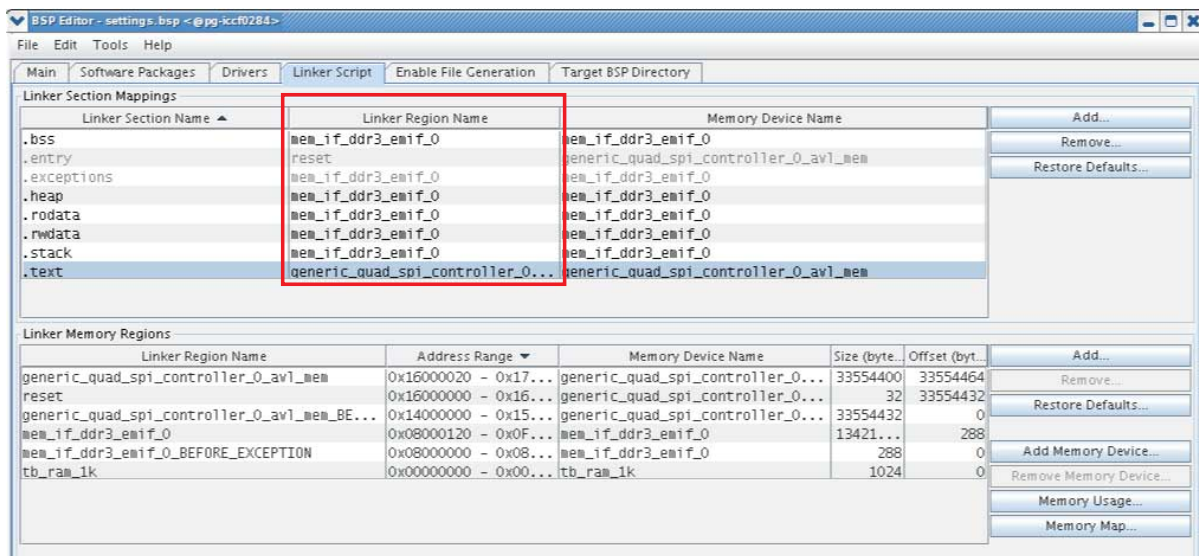 BSP Editor - settings.bsp <@pg-iccf0284>
File Edit Tools Help
Main Software Packages Drivers Linker Script Enable File Generation Target BSP Directory
Linker Section Mappings
Linker Section Name Linker Region Name Memory Device Name Add...
.bss mem_if_ddr3_emif_0 mem_if_ddr3_emif_0 Remove...
.entry reset generic_quad_spi_controller_0_avl_mem
.exceptions mem_if_ddr3_emif_0 mem_if_ddr3_emif_0 Restore Defaults...
.heap mem_if_ddr3_emif_0 mem_if_ddr3_emif_0
.rodata mem_if_ddr3_emif_0 mem_if_ddr3_emif_0
.rwdata mem_if_ddr3_emif_0 mem_if_ddr3_emif_0
.stack mem_if_ddr3_emif_0 mem_if_ddr3_emif_0
.text generic_quad_spi_controller_0... generic_quad_spi_controller_0_avl_mem
Linker Memory Regions
Linker Region Name Address Range Memory Device Name Size (byte... Offset (byt... Add...
generic_quad_spi_controller_0_avl_mem 0x16000020 - 0x17... generic_quad_spi_controller_0... 33554400 33554464 Remove...
reset 0x16000000 - 0x16... generic_quad_spi_controller_0... 32 33554432 Restore Defaults...
generic_quad_spi_controller_0_avl_mem_BE... 0x14000000 - 0x15... generic_quad_spi_controller_0... 33554432 0
mem_if_ddr3_emif_0 0x08000120 - 0x0F... mem_if_ddr3_emif_0 13421... 288
mem_if_ddr3_emif_0_BEFORE_EXCEPTION 0x08000000 - 0x08... mem_if_ddr3_emif_0 288 0 Add Memory Device...
tb_ram_1k 0x00000000 - 0x00... tb_ram_1k 1024 0 Remove Memory Device...
Memory Usage...
Memory Map...